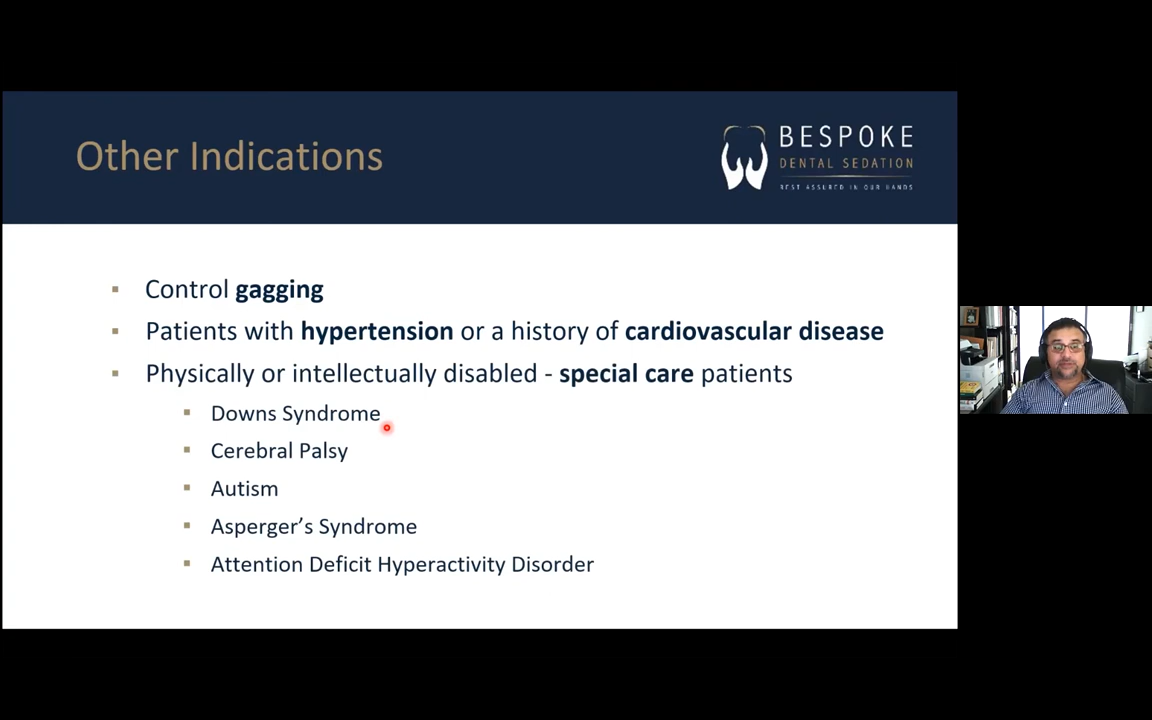 Other Indications
BESPOKE
DENTAL SEDATION
REST ASSURED IN OUR HANDS
Control gagging
Patients with hypertension or a history of cardiovascular disease
Physically or intellectually disabled - special care patients
Downs Syndrome
Cerebral Palsy
Autism
Asperger’s Syndrome
Attention Deficit Hyperactivity Disorder